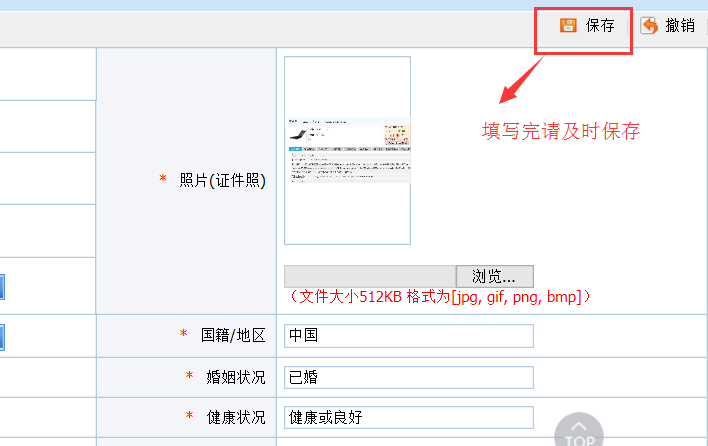 保存 撤销
填写完请及时保存
* 照片(证件照)
浏览...
（文件大小512KB 格式为[jpg, gif, png, bmp]）
* 国籍/地区 中国
* 婚姻状况 已婚
* 健康状况 健康或良好
TOP